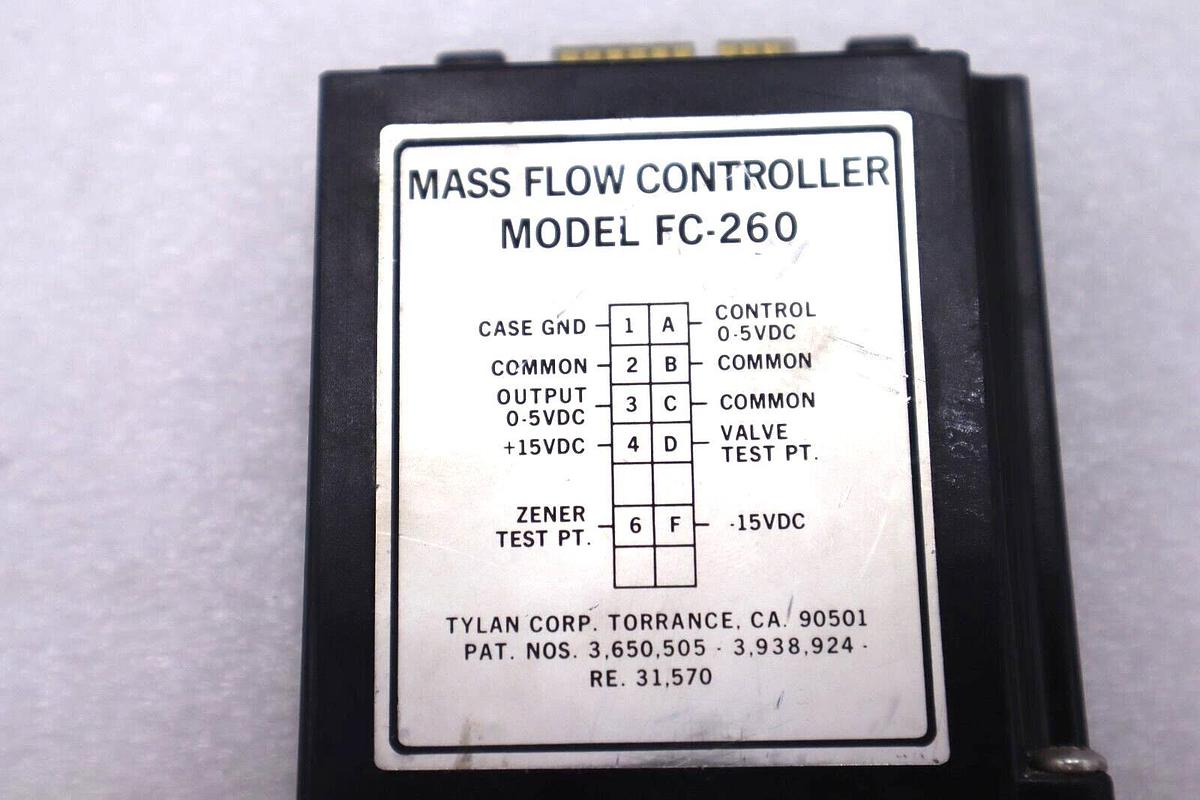 MASS FLOW CONTROLLER
MODEL FC-260
CASE GND 1 A CONTROL
0-5VDC
COMMON 2 B COMMON
OUTPUT
0-5VDC 3 C COMMON
+15VDC 4 D VALVE
TEST PT.
ZENER
TEST PT. 6 F -15VDC
TYLAN CORP. TORRANCE, CA. 90501
PAT. NOS. 3,650,505 - 3,938,924 -
RE. 31,570